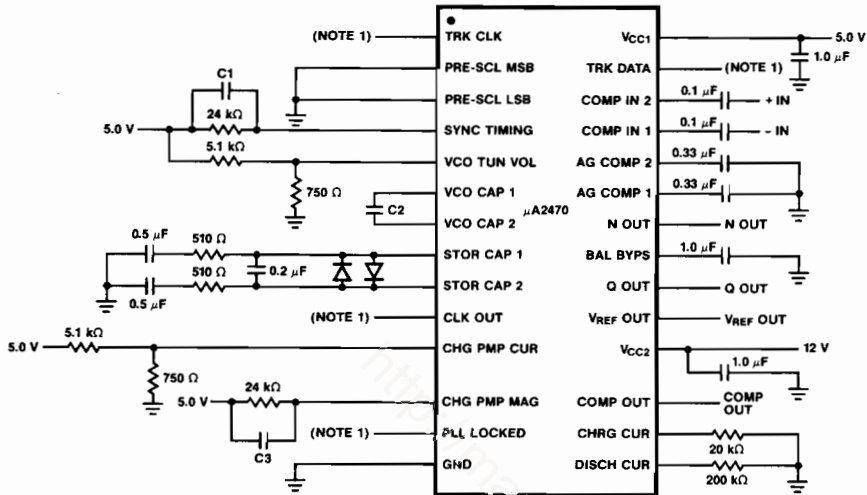 (NOTE 1) TRK CLK
C1
PRE-SCL MSB
PRE-SCL LSB
24 kΩ
5.0 V SYNC TIMING
5.1 kΩ
VCO TUN VOL
750 Ω
VCO CAP 1
C2
VCO CAP 2
0.5 µF 510 Ω
STOR CAP 1
510 Ω 0.2 µF
STOR CAP 2
0.5 µF
(NOTE 1) CLK OUT
5.1 kΩ
5.0 V
CHG PMP CUR
750 Ω
24 kΩ
5.0 V
CHG PMP MAG
C3
(NOTE 1) PLL LOCKED
GND
µA2470
VCC1 5.0 V
1.0 µF
TRK DATA (NOTE 1)
0.1 µF
COMP IN 2 + IN
0.1 µF
COMP IN 1 − IN
0.33 µF
AG COMP 2
0.33 µF
AG COMP 1
N OUT N OUT
1.0 µF
BAL BYPS
Q OUT Q OUT
VREF OUT VREF OUT
VCC2 12 V
1.0 µF
COMP OUT COMP
OUT
CHRG CUR
20 kΩ
DISCH CUR
200 kΩ